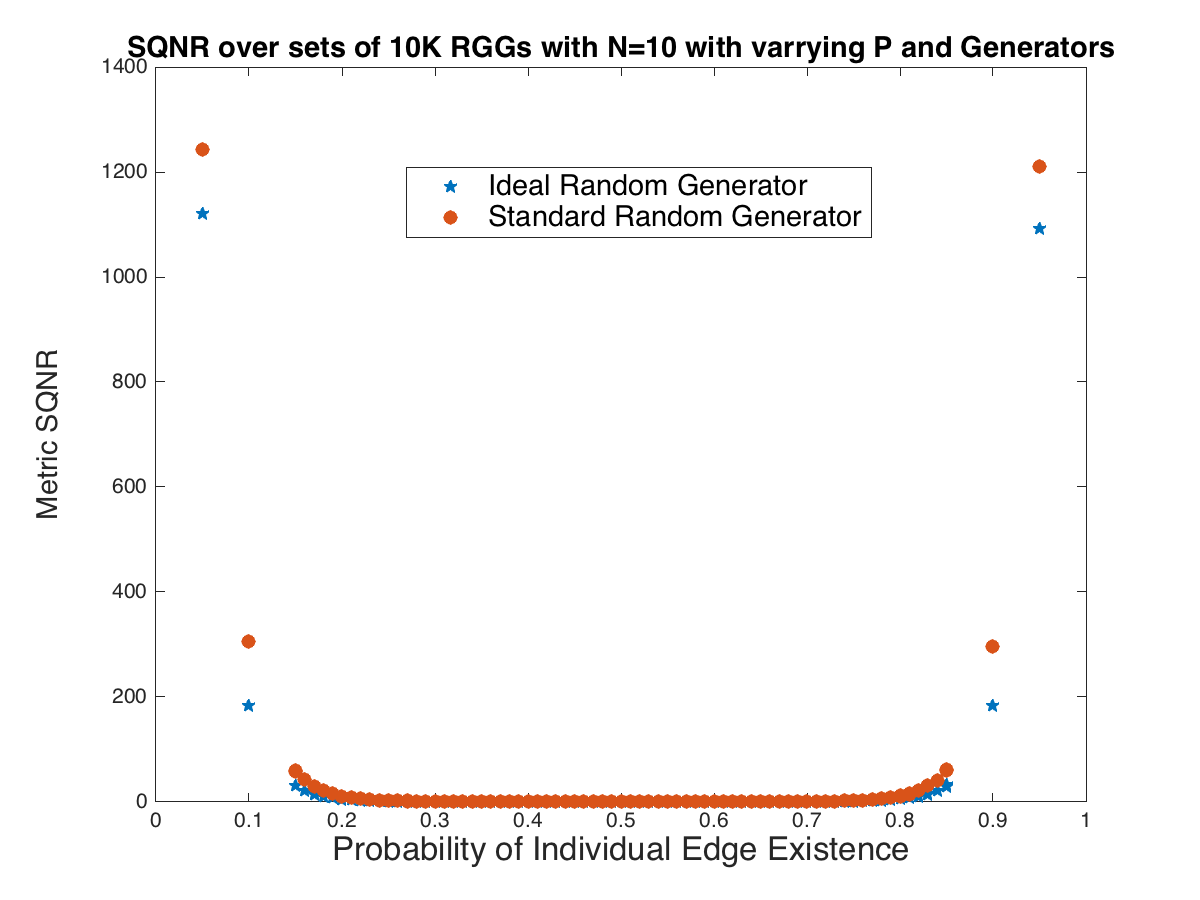 SQNR over sets of 10K RGGs with N=10 with varrying P and Generators
1400
1200
1000
800
600
400
200
0
Metric SQNR
Ideal Random Generator
Standard Random Generator
0 0.1 0.2 0.3 0.4 0.5 0.6 0.7 0.8 0.9 1
Probability of Individual Edge Existence